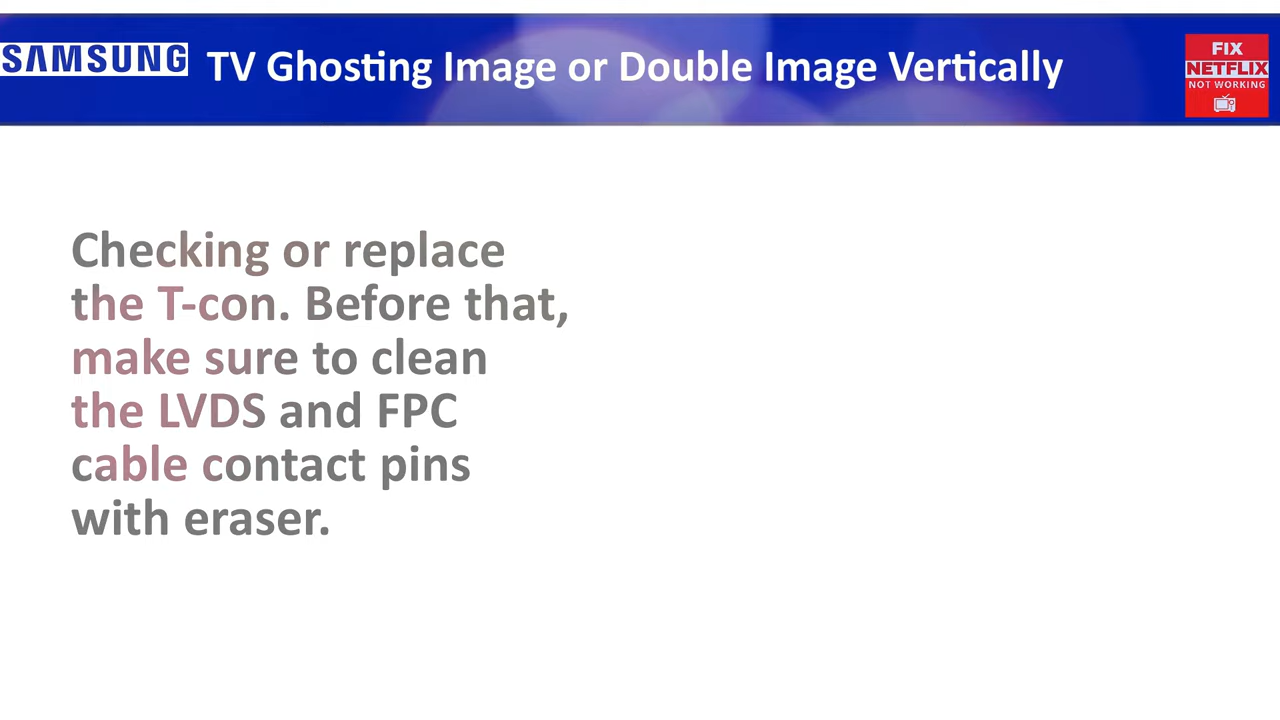 SAMSUNG
TV Ghosting Image or Double Image Vertically
FIX
NETFLIX
NOT WORKING
Checking or replace
the T-con. Before that,
make sure to clean
the LVDS and FPC
cable contact pins
with eraser.